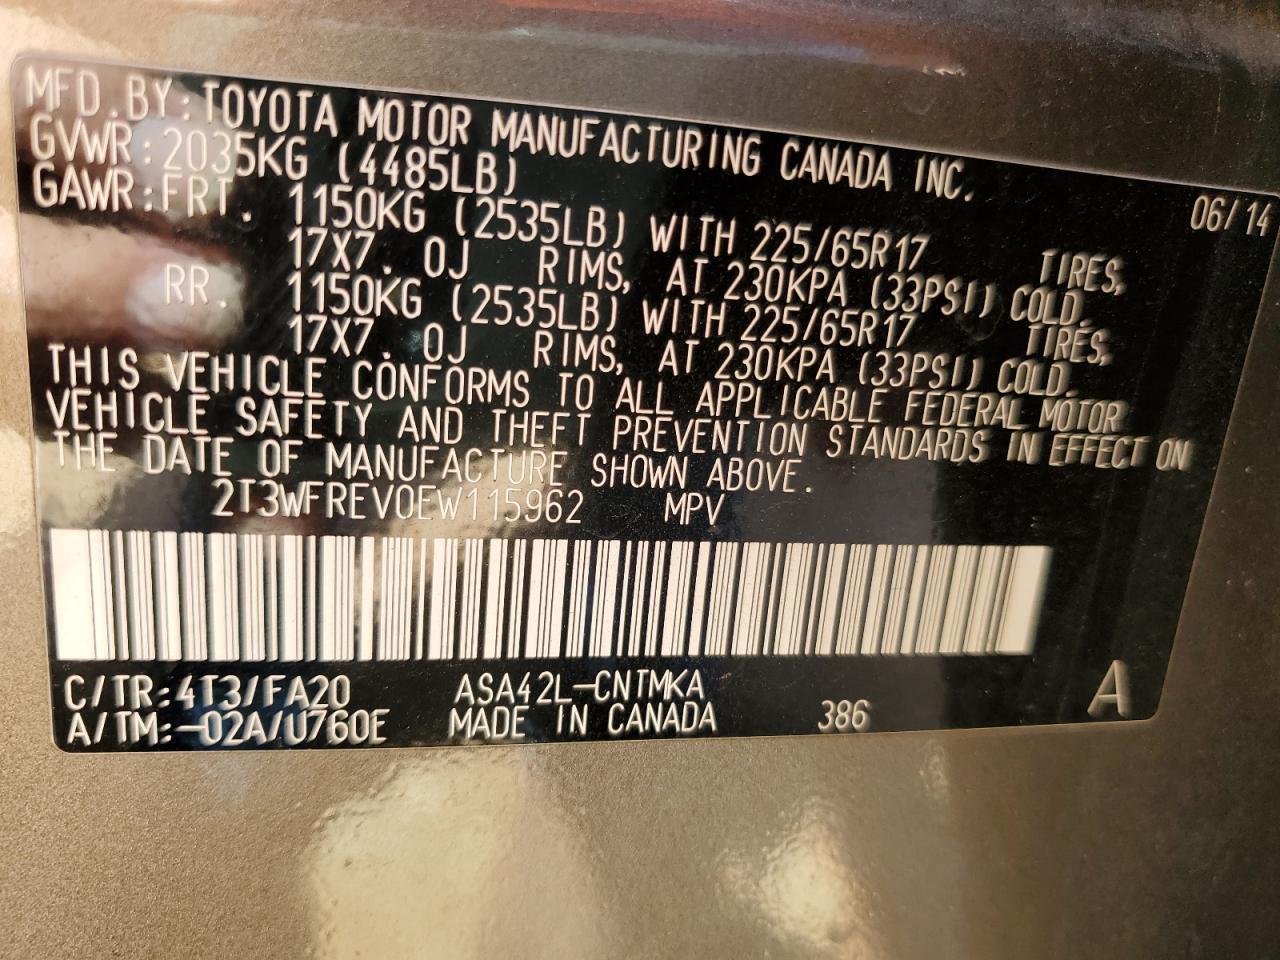 MFD.BY:TOYOTA MOTOR MANUFACTURING CANADA INC.
06/14
GVWR:2035KG (4485LB)
GAWR:FRT. 1150KG (2535LB) WITH 225/65R17 TIRES,
17X7.0J RIMS, AT 230KPA (33PSI) COLD.
RR. 1150KG (2535LB) WITH 225/65R17 TIRES,
17X7.0J RIMS, AT 230KPA (33PSI) COLD.
THIS VEHICLE CONFORMS TO ALL APPLICABLE FEDERAL MOTOR
VEHICLE SAFETY AND THEFT PREVENTION STANDARDS IN EFFECT ON
THE DATE OF MANUFACTURE SHOWN ABOVE.
2T3WFREV0EW115962 MPV
C/TR:4T3/FA20 ASA42L-CNTMKA
A/TM:-02A/U760E MADE IN CANADA 386 A